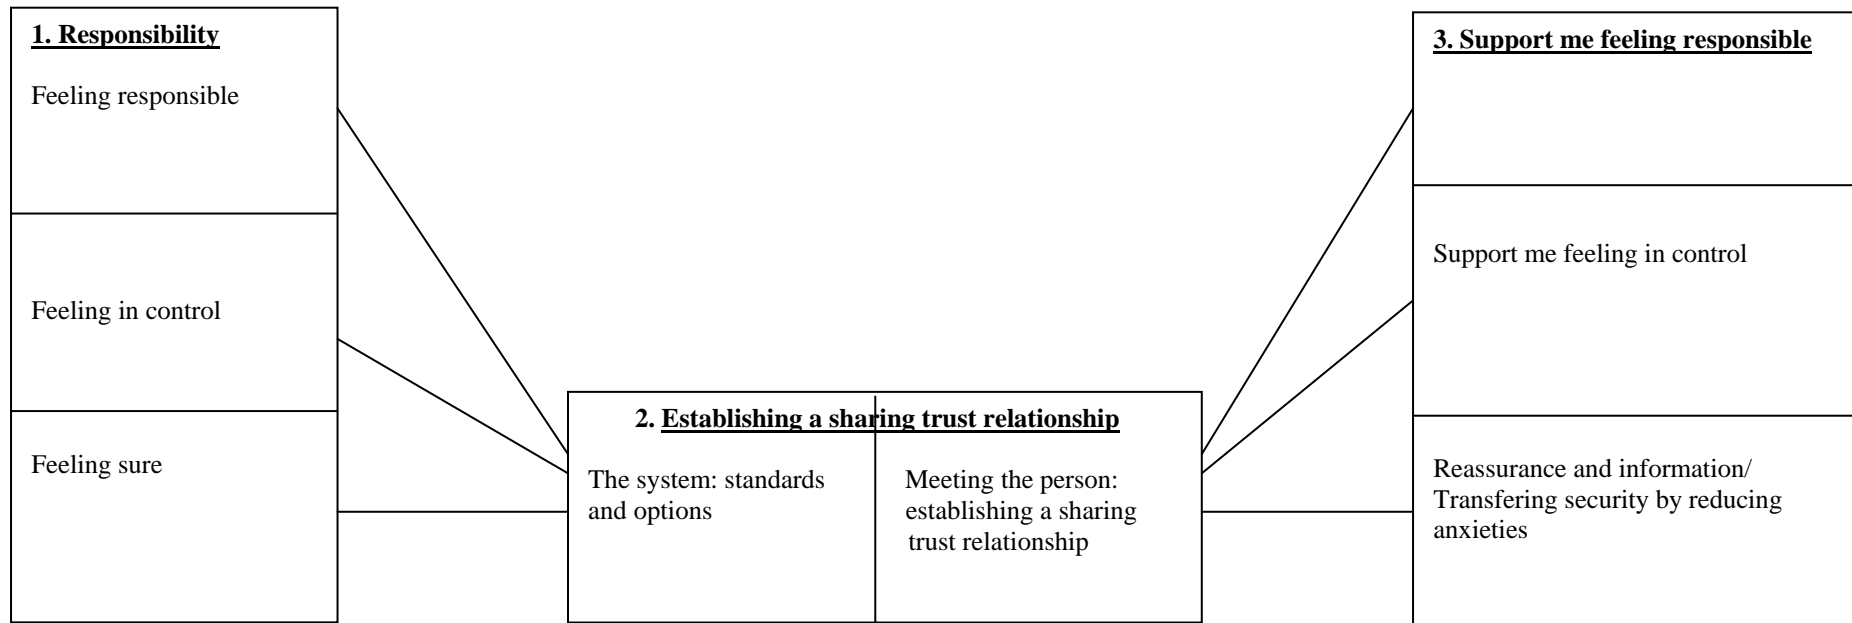 1. Responsibility
Feeling responsible
Feeling in control
Feeling sure
2. Establishing a sharing trust relationship
The system: standards
and options
Meeting the person:
establishing a sharing
trust relationship
3. Support me feeling responsible
Support me feeling in control
Reassurance and information/
Transfering security by reducing
anxieties